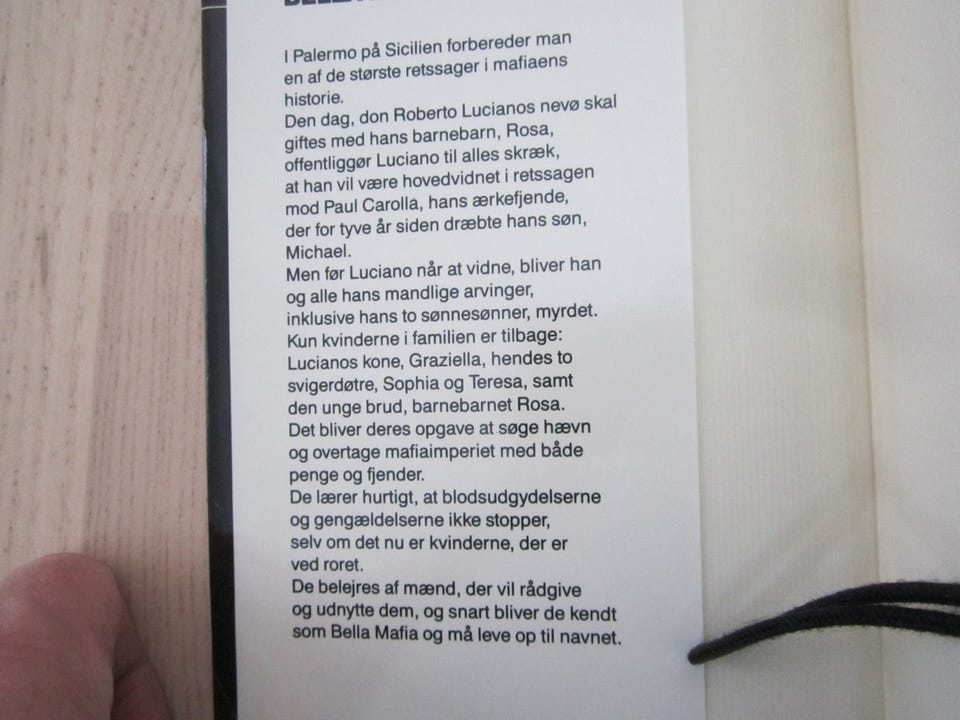 I Palermo på Sicilien forbereder man
en af de største retssager i mafiaens
historie.
Den dag, don Roberto Lucianos nevø skal
giftes med hans barnebarn, Rosa,
offentliggør Luciano til alles skræk,
at han vil være hovedvidnet i retssagen
mod Paul Carolla, hans ærkefjende,
der for tyve år siden dræbte hans søn,
Michael.
Men før Luciano når at vidne, bliver han
og alle hans mandlige arvinger,
inklusive hans to sønnesønner, myrdet.
Kun kvinderne i familien er tilbage:
Lucianos kone, Graziella, hendes to
svigerdøtre, Sophia og Teresa, samt
den unge brud, barnebarnet Rosa.
Det bliver deres opgave at søge hævn
og overtage mafiaimperiet med både
penge og fjender.
De lærer hurtigt, at blodsudgydelserne
og gengældelserne ikke stopper,
selv om det nu er kvinderne, der er
ved roret.
De belejres af mænd, der vil rådgive
og udnytte dem, og snart bliver de kendt
som Bella Mafia og må leve op til navnet.